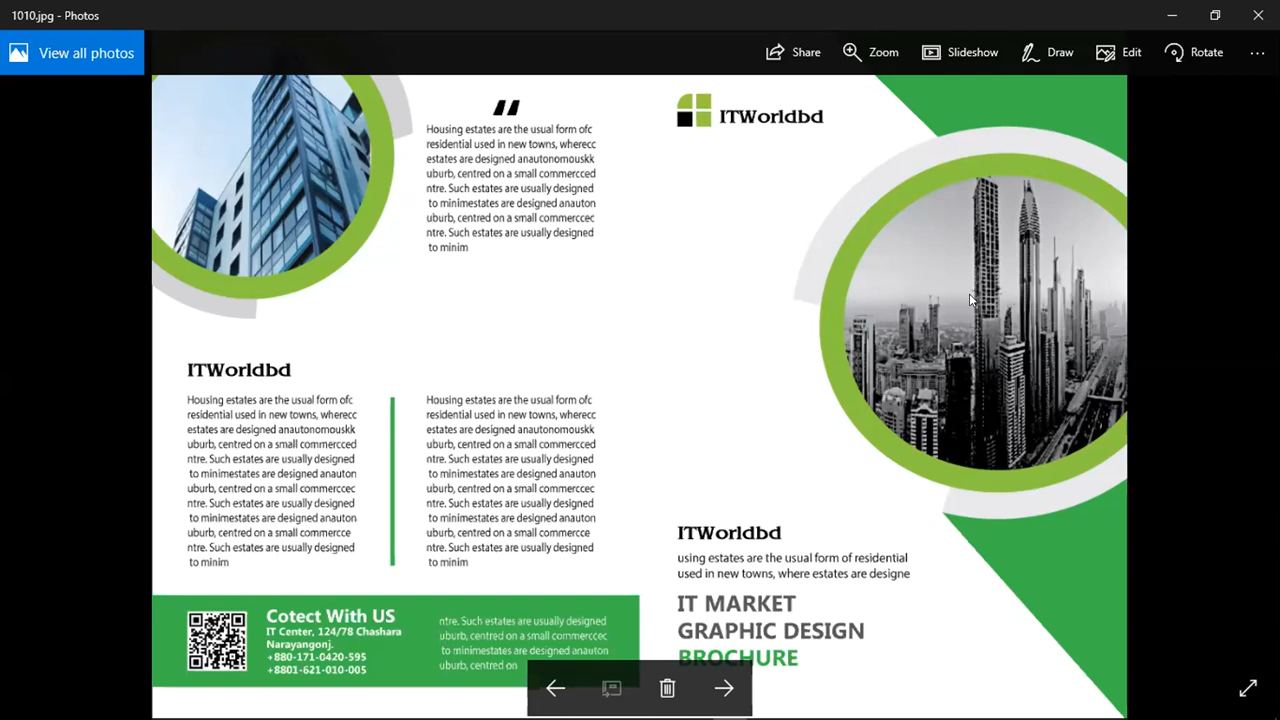 1010.jpg - Photos
View all photos
Share
Zoom
Slideshow
Draw
Edit
Rotate
Housing estates are the usual form ofc
residential used in new towns, wherecc
estates are designed anautonomouskk
uburb, centred on a small commercced
ntre. Such estates are usually designed
to minimestates are designed anauton
uburb, centred on a small commerccec
ntre. Such estates are usually designed
to minim
ITWorldbd
Housing estates are the usual form ofc
residential used in new towns, wherecc
estates are designed anautonomouskk
uburb, centred on a small commercced
ntre. Such estates are usually designed
to minimestates are designed anauton
uburb, centred on a small commerccec
ntre. Such estates are usually designed
to minimestates are designed anauton
uburb, centred on a small commercce
ntre. Such estates are usually designed
to minim
Housing estates are the usual form ofc
residential used in new towns, wherecc
estates are designed anautonomouskk
uburb, centred on a small commercced
ntre. Such estates are usually designed
to minimestates are designed anauton
uburb, centred on a small commerccec
ntre. Such estates are usually designed
to minimestates are designed anauton
uburb, centred on a small commercce
ntre. Such estates are usually designed
to minim
Cotect With US
IT Center, 124/78 Chashara
Narayangonj.
+880-171-0420-595
+8801-621-010-005
ntre. Such estates are usually designed
uburb, centred on a small commerccec
to minimestates are designed anauton
uburb, centred on
ITWorldbd
ITWorldbd
using estates are the usual form of residential
used in new towns, where estates are designe
IT MARKET
GRAPHIC DESIGN
BROCHURE